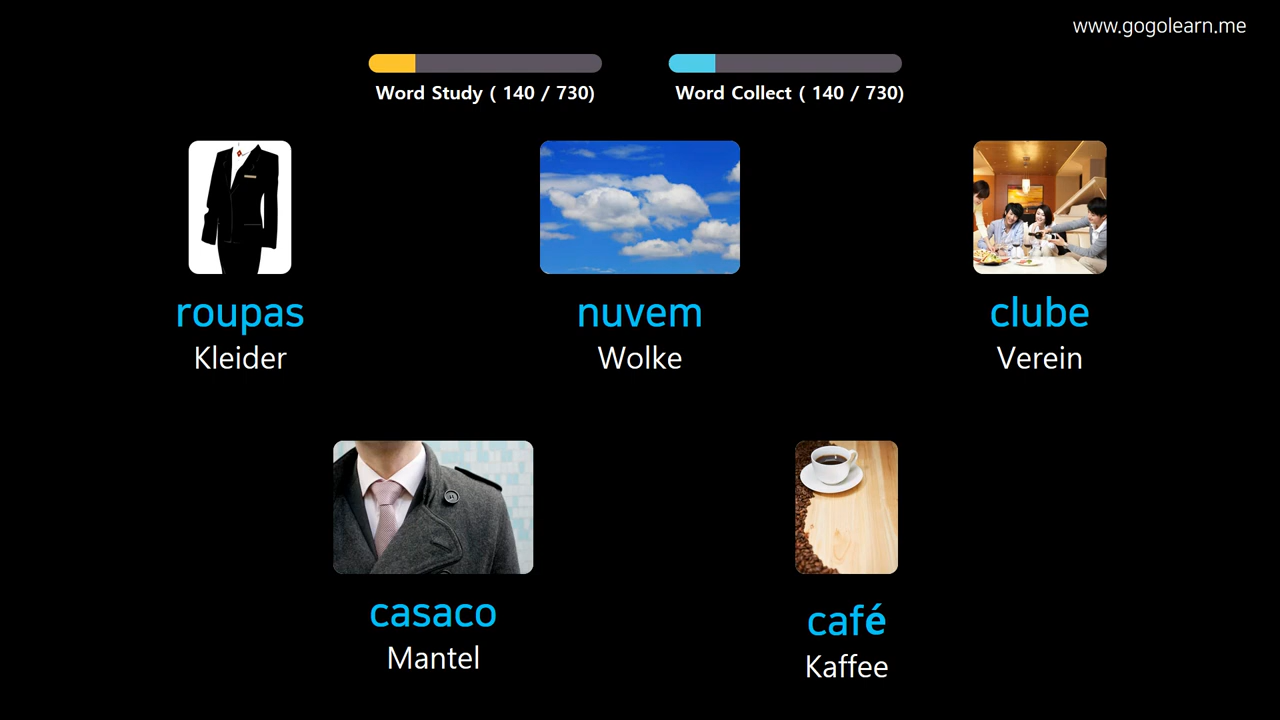 www.gogolearn.me
Word Study ( 140 / 730)
Word Collect ( 140 / 730)
roupas
Kleider
nuvem
Wolke
clube
Verein
casaco
Mantel
café
Kaffee